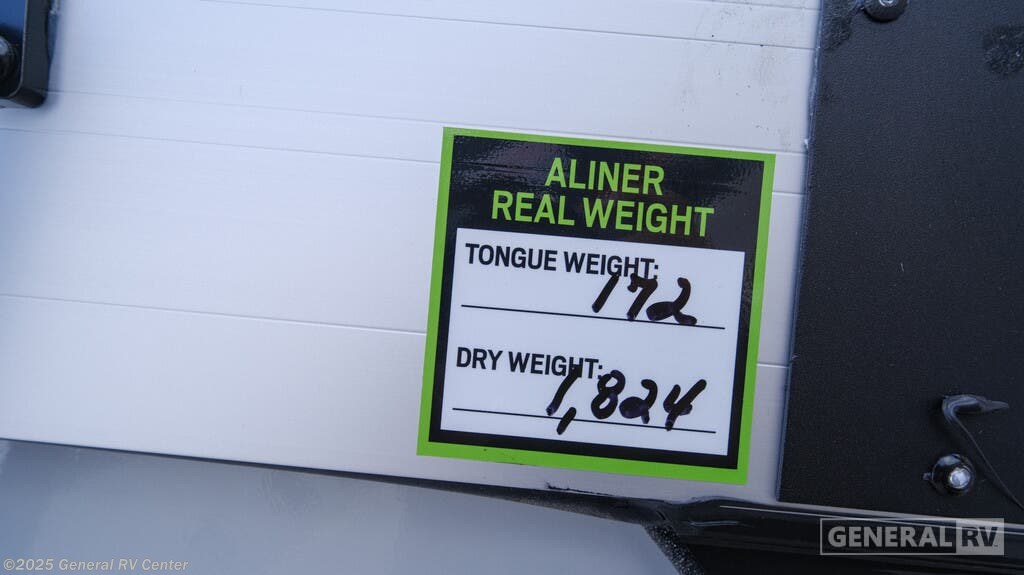 ALINER
REAL WEIGHT
TONGUE WEIGHT:
172
DRY WEIGHT:
1,824
GENERAL RV
©2025 General RV Center